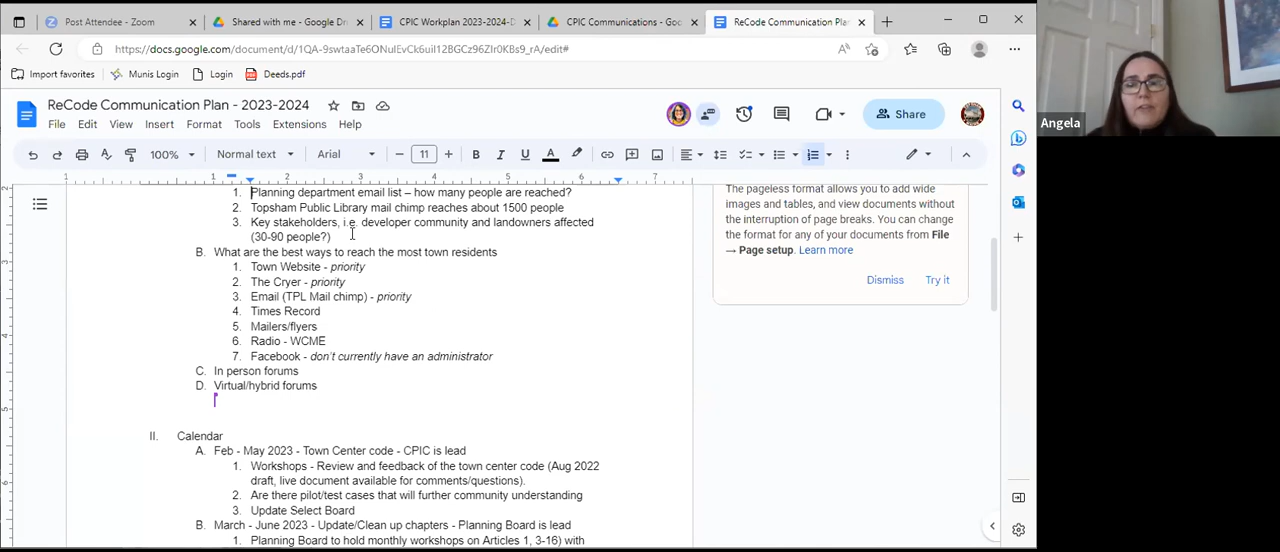 Post Attendee - Zoom
Shared with me - Google Dr
CPIC Workplan 2023-2024-D
CPIC Communications - Goo
ReCode Communication Plan
https://docs.google.com/document/d/1QA-9swtaaTe6ONulEvCk6uil12BGCz96ZIr0KBs9_rA/edit#
Import favorites
Munis Login
Login
Deeds.pdf
Angela
ReCode Communication Plan - 2023-2024
Share
File Edit View Insert Format Tools Extensions Help
100% Normal text Arial 11
1. Planning department email list – how many people are reached?
2. Topsham Public Library mail chimp reaches about 1500 people
3. Key stakeholders, i.e. developer community and landowners affected
(30-90 people?)
B. What are the best ways to reach the most town residents
1. Town Website - priority
2. The Cryer - priority
3. Email (TPL Mail chimp) - priority
4. Times Record
5. Mailers/flyers
6. Radio - WCME
7. Facebook - don't currently have an administrator
C. In person forums
D. Virtual/hybrid forums
II. Calendar
A. Feb - May 2023 - Town Center code - CPIC is lead
1. Workshops - Review and feedback of the town center code (Aug 2022
draft, live document available for comments/questions).
2. Are there pilot/test cases that will further community understanding
3. Update Select Board
B. March - June 2023 - Update/Clean up chapters - Planning Board is lead
1. Planning Board to hold monthly workshops on Articles 1, 3-16) with
The pageless format allows you to add wide
images and tables, and view documents without
the interruption of page breaks. You can change
the format for any of your documents from File
→ Page setup. Learn more
Dismiss Try it